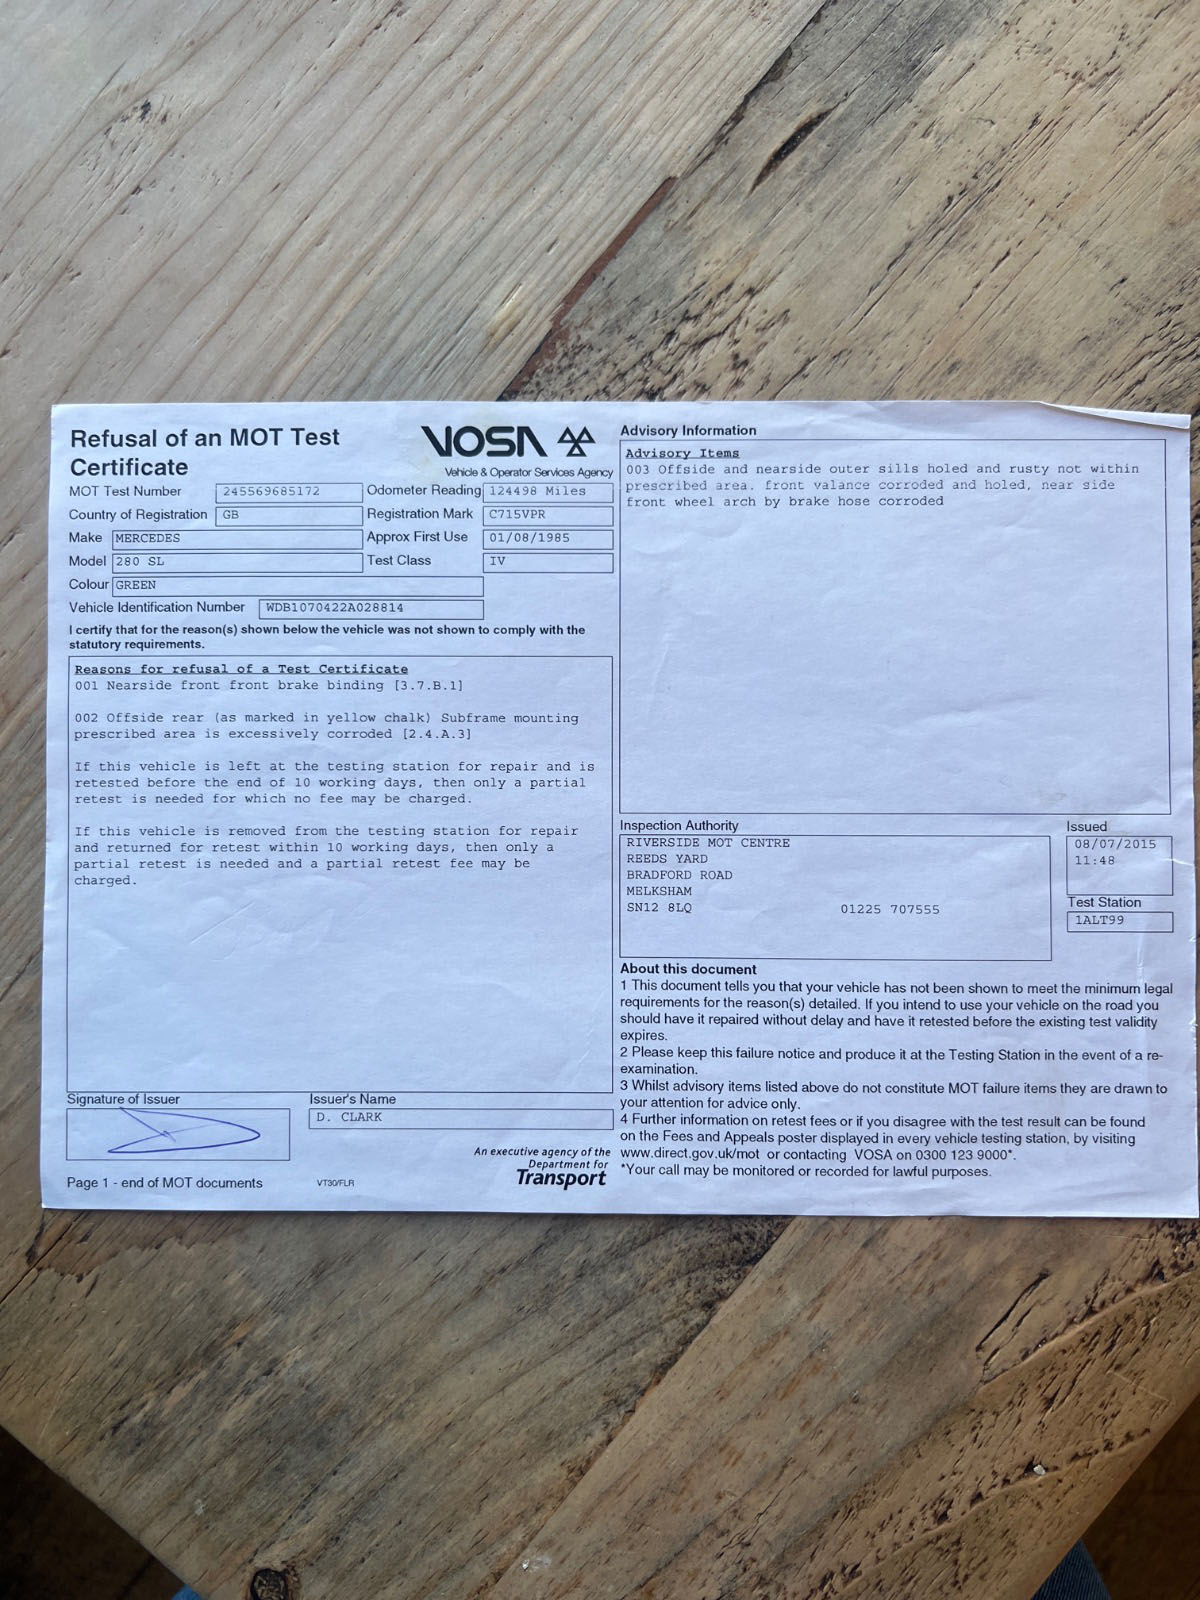 Refusal of an MOT Test
Certificate
VOSA
Vehicle & Operator Services Agency
MOT Test Number 245569685172 Odometer Reading 124498 Miles
Country of Registration GB Registration Mark C715VPR
Make MERCEDES Approx First Use 01/08/1985
Model 280 SL Test Class IV
Colour GREEN
Vehicle Identification Number WDB1070422A028814
I certify that for the reason(s) shown below the vehicle was not shown to comply with the
statutory requirements.
Reasons for refusal of a Test Certificate
001 Nearside front front brake binding [3.7.B.1]
002 Offside rear (as marked in yellow chalk) Subframe mounting
prescribed area is excessively corroded [2.4.A.3]
If this vehicle is left at the testing station for repair and is
retested before the end of 10 working days, then only a partial
retest is needed for which no fee may be charged.
If this vehicle is removed from the testing station for repair
and returned for retest within 10 working days, then only a
partial retest is needed and a partial retest fee may be
charged.
Signature of Issuer Issuer's Name
D. CLARK
An executive agency of the
Department for
Transport
Page 1 - end of MOT documents VT30/FLR
Advisory Information
Advisory Items
003 Offside and nearside outer sills holed and rusty not within
prescribed area. front valance corroded and holed, near side
front wheel arch by brake hose corroded
Inspection Authority
RIVERSIDE MOT CENTRE
REEDS YARD
BRADFORD ROAD
MELKSHAM
SN12 8LQ 01225 707555
Issued
08/07/2015
11:48
Test Station
1ALT99
About this document
1 This document tells you that your vehicle has not been shown to meet the minimum legal
requirements for the reason(s) detailed. If you intend to use your vehicle on the road you
should have it repaired without delay and have it retested before the existing test validity
expires.
2 Please keep this failure notice and produce it at the Testing Station in the event of a re-
examination.
3 Whilst advisory items listed above do not constitute MOT failure items they are drawn to
your attention for advice only.
4 Further information on retest fees or if you disagree with the test result can be found
on the Fees and Appeals poster displayed in every vehicle testing station, by visiting
www.direct.gov.uk/mot or contacting VOSA on 0300 123 9000*.
*Your call may be monitored or recorded for lawful purposes.